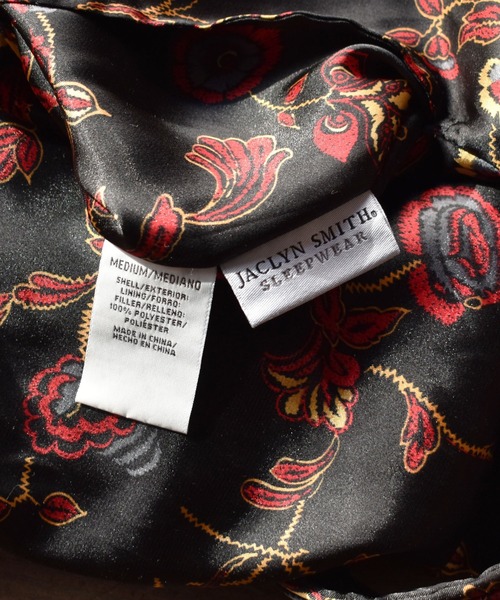 MEDIUM/MEDIANO
SHELL/EXTERIOR:
LINING/FORRO:
FILLER/RELLENO:
100% POLYESTER/
POLIÉSTER
MADE IN CHINA/
HECHO EN CHINA
JACLYN SMITH®
SLEEPWEAR